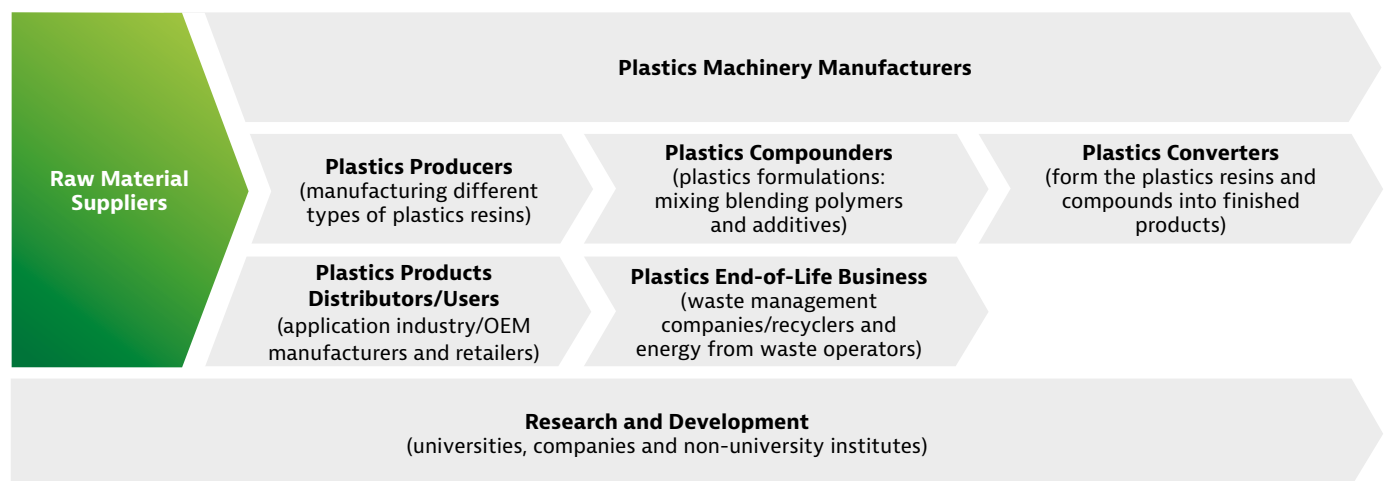 Raw Material
Suppliers
Plastics Machinery Manufacturers
Plastics Producers
(manufacturing different
types of plastics resins)
Plastics Compounders
(plastics formulations:
mixing blending polymers
and additives)
Plastics Converters
(form the plastics resins and
compounds into finished
products)
Plastics Products
Distributors/Users
(application industry/OEM
manufacturers and retailers)
Plastics End-of-Life Business
(waste management
companies/recyclers and
energy from waste operators)
Research and Development
(universities, companies and non-university institutes)